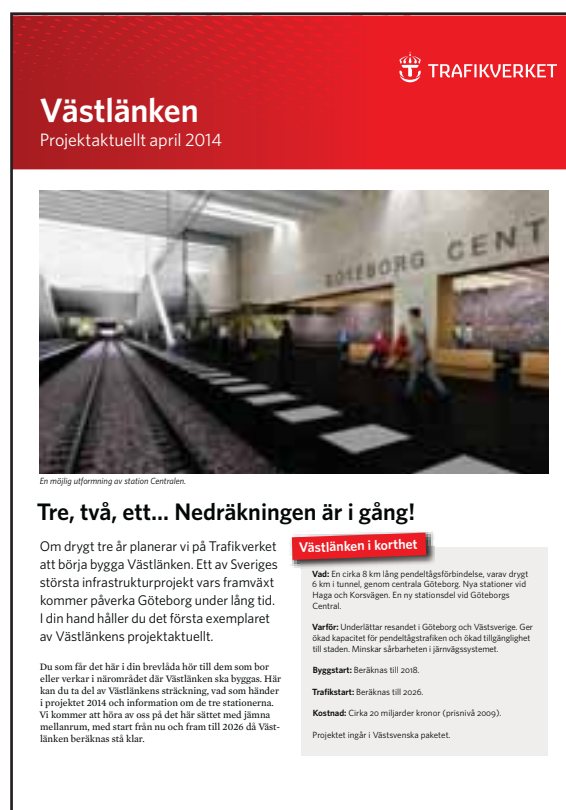 TRAFIKVERKET
Västlänken
Projektaktuellt april 2014
GÖTEBORG CENT
En möjlig utformning av station Centralen.
Tre, två, ett... Nedräkningen är i gång!
Om drygt tre år planerar vi på Trafikverket
att börja bygga Västlänken. Ett av Sveriges
största infrastrukturprojekt vars framväxt
kommer påverka Göteborg under lång tid.
I din hand håller du det första exemplaret
av Västlänkens projektaktuellt.
Du som får det här i din brevlåda hör till dem som bor
eller verkar i närområdet där Västlänken ska byggas. Här
kan du ta del av Västlänkens sträckning, vad som händer
i projektet 2014 och information om de tre stationerna.
Vi kommer att höra av oss på det här sättet med jämna
mellanrum, med start från nu och fram till 2026 då Väst-
länken beräknas stå klar.
Västlänken i korthet
Vad: En cirka 8 km lång pendeltågsförbindelse, varav drygt
6 km i tunnel, genom centrala Göteborg. Nya stationer vid
Haga och Korsvägen. En ny stationsdel vid Göteborgs
Central.
Varför: Underlättar resandet i Göteborg och Västsverige. Ger
ökad kapacitet för pendeltågstrafiken och ökad tillgänglighet
till staden. Minskar sårbarheten i järnvägssystemet.
Byggstart: Beräknas till 2018.
Trafikstart: Beräknas till 2026.
Kostnad: Cirka 20 miljarder kronor (prisnivå 2009).
Projektet ingår i Västsvenska paketet.